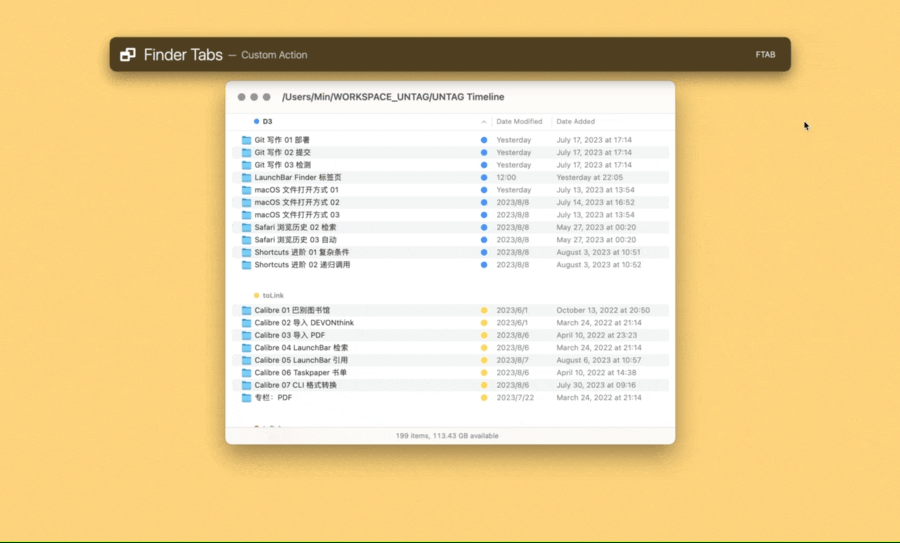 Finder Tabs — Custom Action FTAB
/Users/Min/WORKSPACE_UNTAG/UNTAG Timeline
D3 Date Modified Date Added
Git 写作 01 部署 Yesterday July 17, 2023 at 17:14
Git 写作 02 提交 Yesterday July 17, 2023 at 17:14
Git 写作 03 检测 Yesterday July 17, 2023 at 17:14
LaunchBar Finder 标签页 12:00 Yesterday at 22:05
macOS 文件打开方式 01 Yesterday July 13, 2023 at 13:54
macOS 文件打开方式 02 2023/8/8 July 14, 2023 at 16:52
macOS 文件打开方式 03 2023/8/8 July 13, 2023 at 13:54
Safari 浏览历史 02 检索 2023/8/8 May 27, 2023 at 00:20
Safari 浏览历史 03 自动 2023/8/8 May 27, 2023 at 00:20
Shortcuts 进阶 01 复杂条件 2023/8/8 August 3, 2023 at 10:51
Shortcuts 进阶 02 递归调用 2023/8/8 August 3, 2023 at 10:52
toLink
Calibre 01 巴别图书馆 2023/6/1 October 13, 2022 at 20:50
Calibre 02 导入 DEVONthink 2023/6/1 March 24, 2022 at 21:14
Calibre 03 导入 PDF 2023/8/6 April 10, 2022 at 23:23
Calibre 04 LaunchBar 检索 2023/8/6 March 24, 2022 at 21:14
Calibre 05 LaunchBar 引用 2023/8/7 August 6, 2023 at 10:57
Calibre 06 Taskpaper 书单 2023/8/6 April 10, 2022 at 14:38
Calibre 07 CLI 格式转换 2023/8/6 July 30, 2023 at 09:16
专栏：PDF 2023/7/22 March 24, 2022 at 21:14
199 items, 113.43 GB available